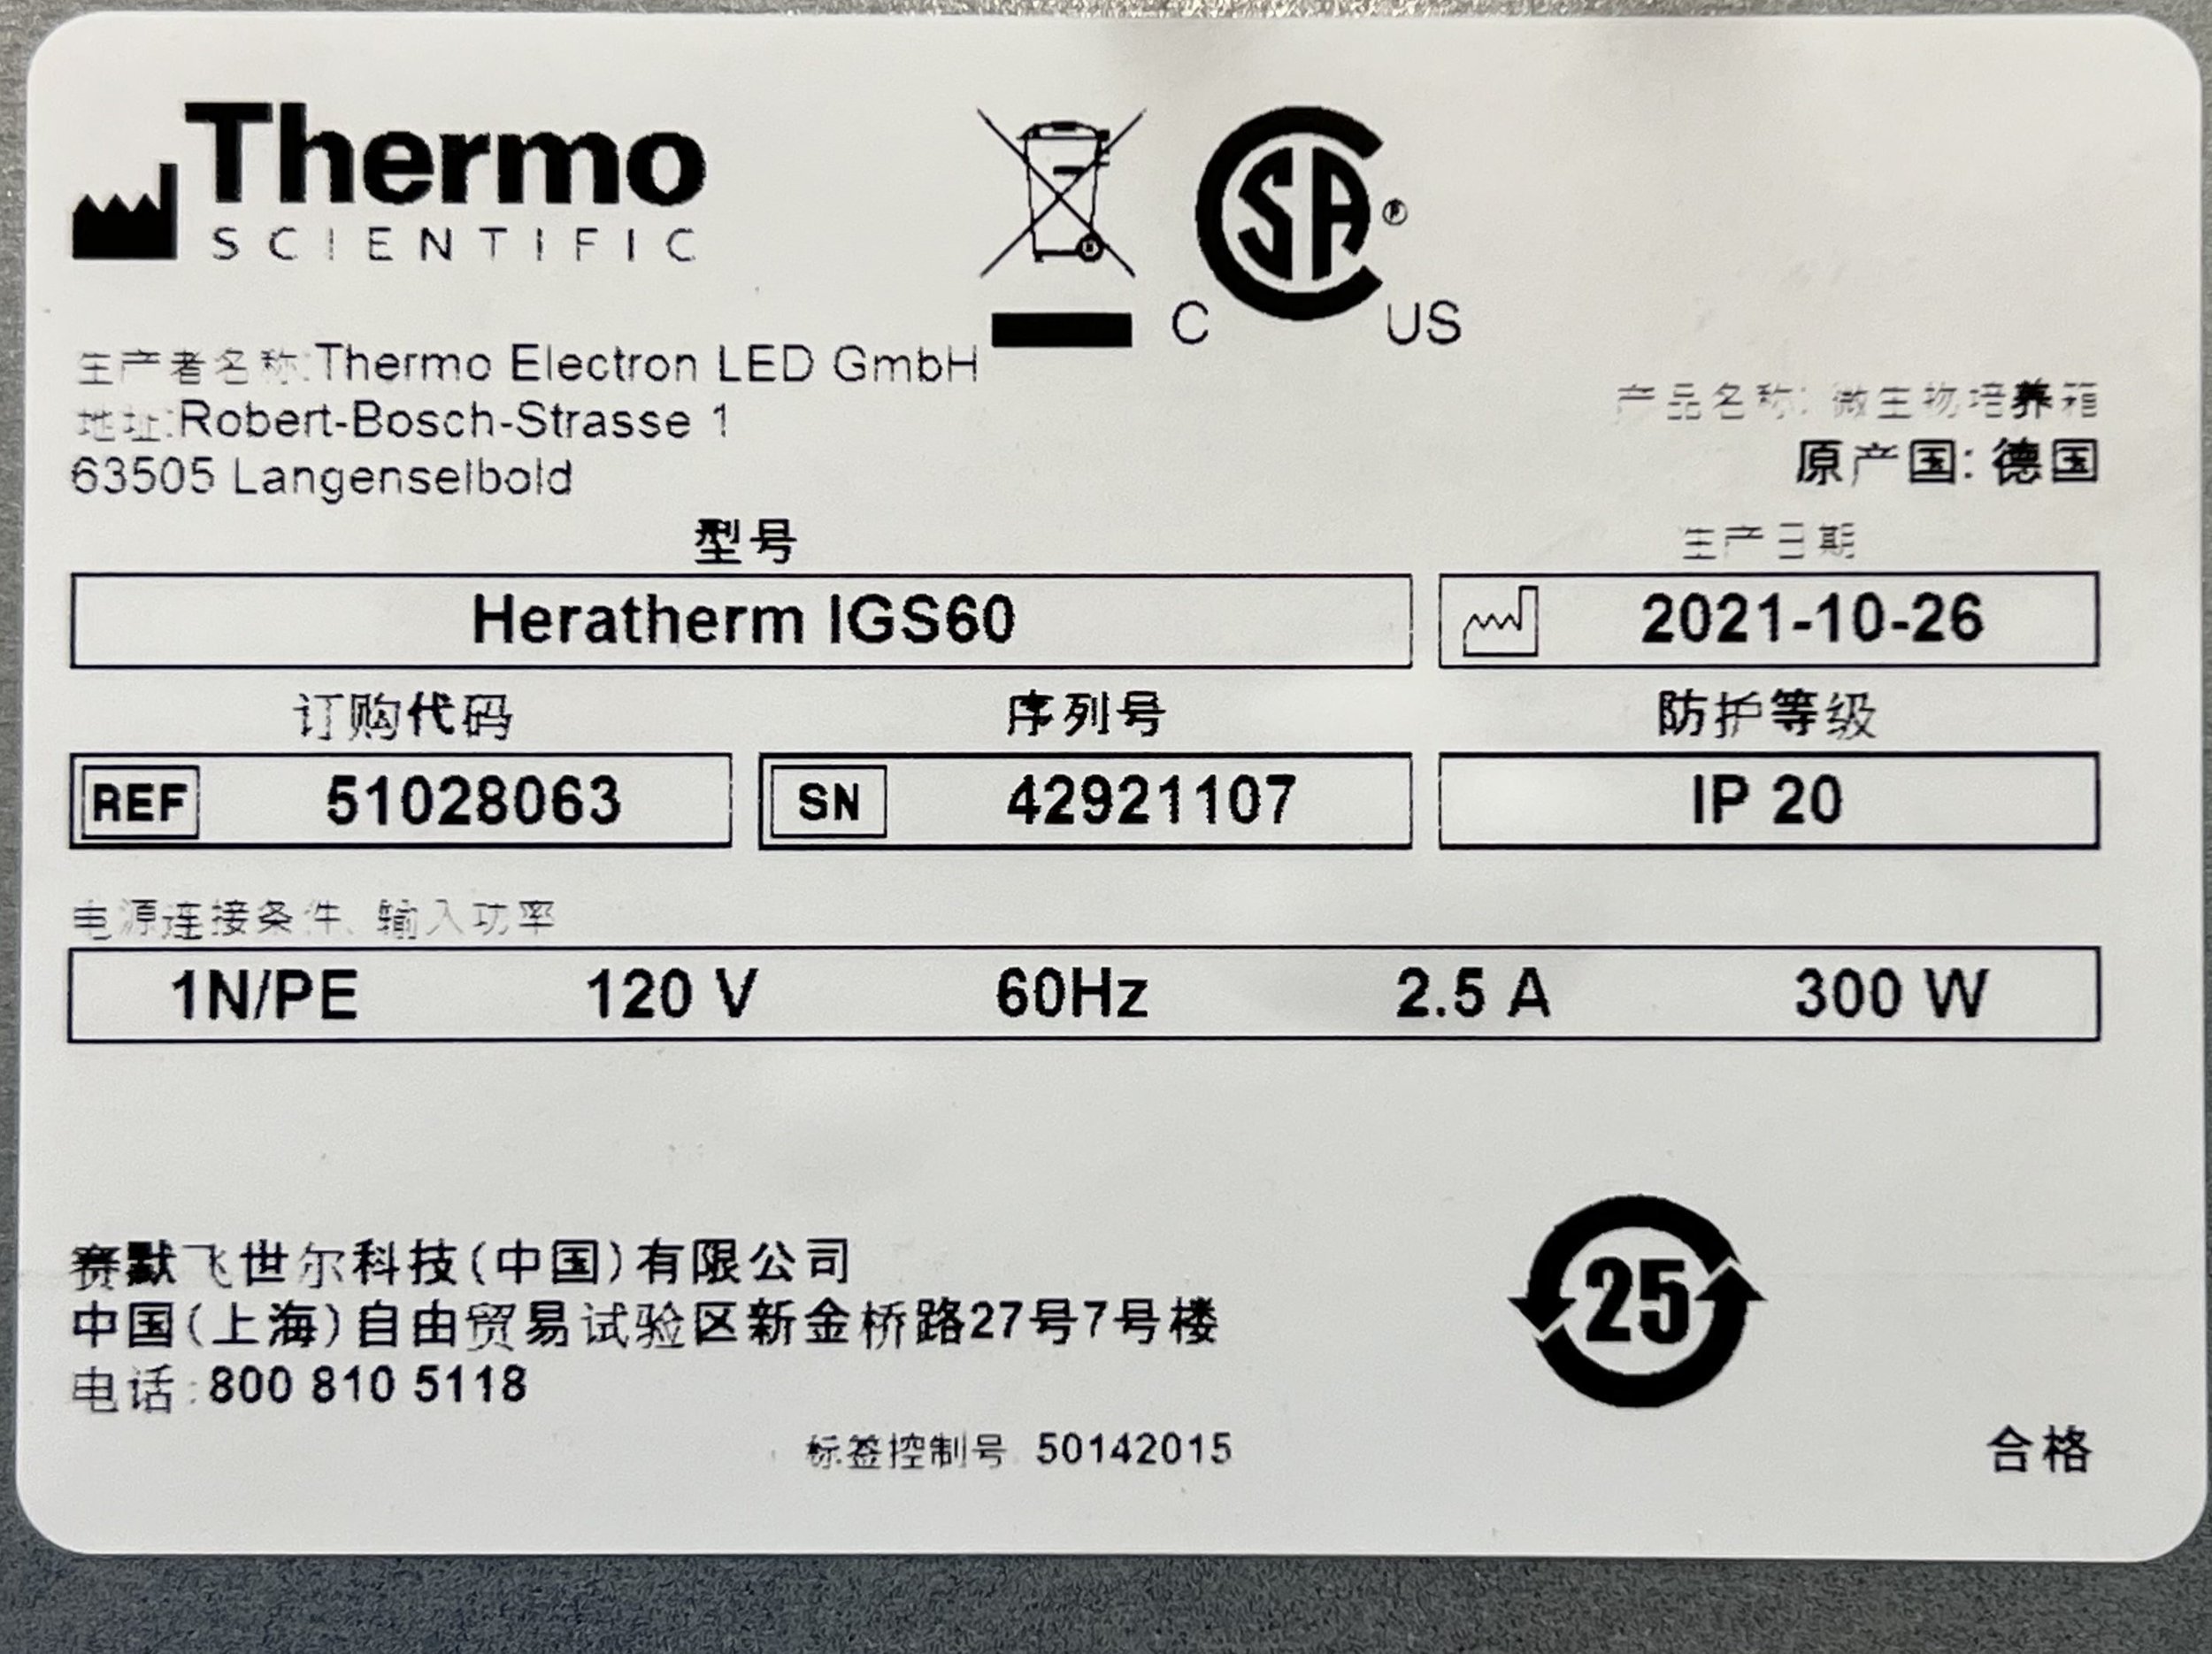 Thermo
SCIENTIFIC
CSA®
C US
生产者名称:Thermo Electron LED GmbH
地址:Robert-Bosch-Strasse 1
63505 Langenselbold
产品名称: 微生物培养箱
原产国: 德国
型号
生产日期
Heratherm IGS60
2021-10-26
订购代码
序列号
防护等级
REF 51028063
SN 42921107
IP 20
电源连接条件、输入功率
1N/PE 120 V 60Hz 2.5 A 300 W
赛默飞世尔科技(中国)有限公司
中国(上海)自由贸易试验区新金桥路27号7号楼
电话:800 810 5118
25
标签控制号 50142015
合格